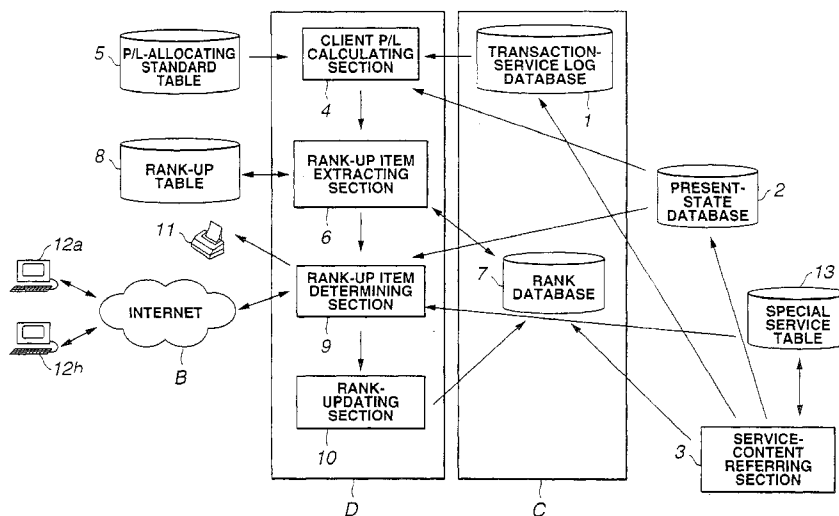 5
P/L-ALLOCATING
STANDARD
TABLE
CLIENT P/L
CALCULATING
SECTION
4
TRANSACTION-
SERVICE LOG
DATABASE
1
8
RANK-UP
TABLE
RANK-UP ITEM
EXTRACTING
SECTION
6
PRESENT-
STATE
DATABASE
2
11
12a
INTERNET
B
12b
RANK-UP ITEM
DETERMINING
SECTION
9
7
RANK
DATABASE
13
SPECIAL
SERVICE
TABLE
RANK-
UPDATING
SECTION
10
3
SERVICE-
CONTENT
REFERRING
SECTION
D
C